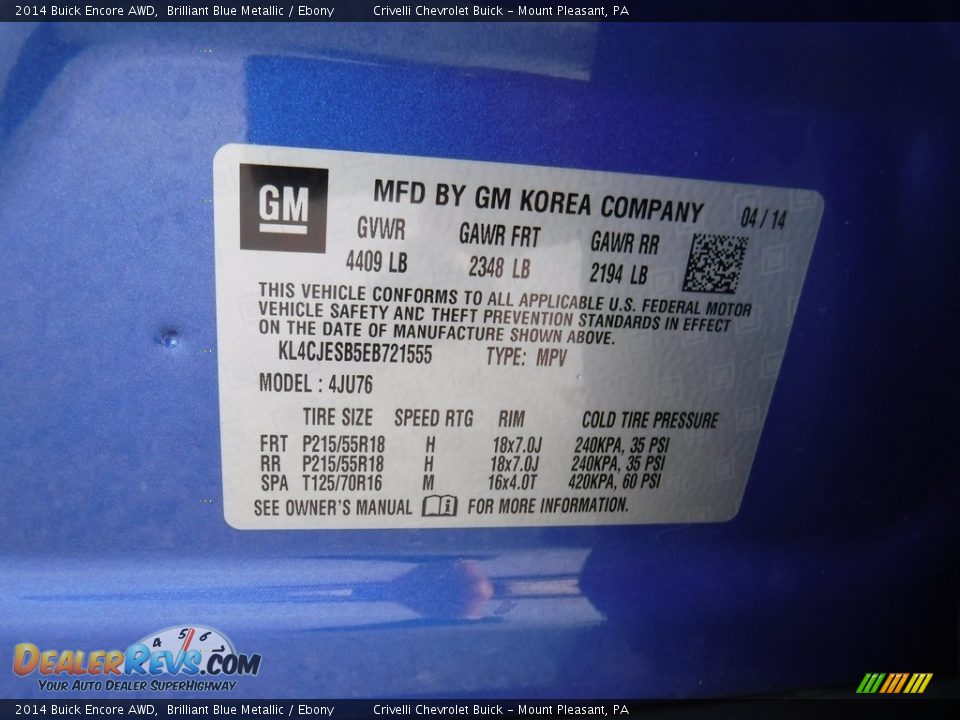 2014 Buick Encore AWD, Brilliant Blue Metallic / Ebony Crivelli Chevrolet Buick - Mount Pleasant, PA
GM
MFD BY GM KOREA COMPANY 04 / 14
GVWR GAWR FRT GAWR RR
4409 LB 2348 LB 2194 LB
THIS VEHICLE CONFORMS TO ALL APPLICABLE U.S. FEDERAL MOTOR
VEHICLE SAFETY AND THEFT PREVENTION STANDARDS IN EFFECT
ON THE DATE OF MANUFACTURE SHOWN ABOVE.
KL4CJESB5EB721555 TYPE: MPV
MODEL : 4JU76
TIRE SIZE SPEED RTG RIM COLD TIRE PRESSURE
FRT P215/55R18 H 18x7.0J 240KPA, 35 PSI
RR P215/55R18 H 18x7.0J 240KPA, 35 PSI
SPA T125/70R16 M 16x4.0T 420KPA, 60 PSI
SEE OWNER'S MANUAL FOR MORE INFORMATION.
4 5 6 7
DealerRevs.com
Your Auto Dealer SuperHighway
2014 Buick Encore AWD, Brilliant Blue Metallic / Ebony Crivelli Chevrolet Buick - Mount Pleasant, PA